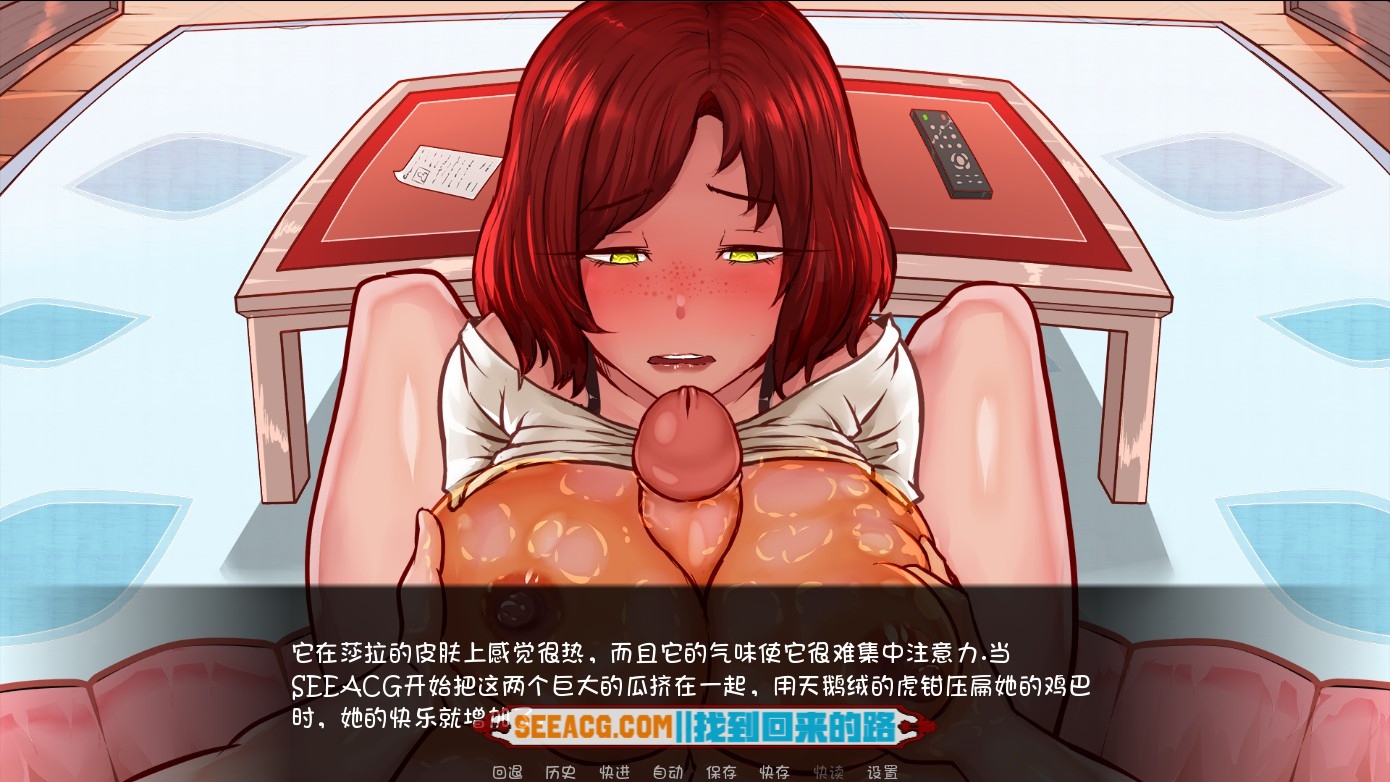 它在莎拉的皮肤上感觉很热，而且它的气味使它很难集中注意力.当
SEEACG开始把这两个巨大的瓜挤在一起，用天鹅绒的虎钳压扁她的鸡巴
时，她的快乐就增加了
SEEACG.COM||找到回来的路
回退 历史 快进 自动 保存 快存 快读 设置